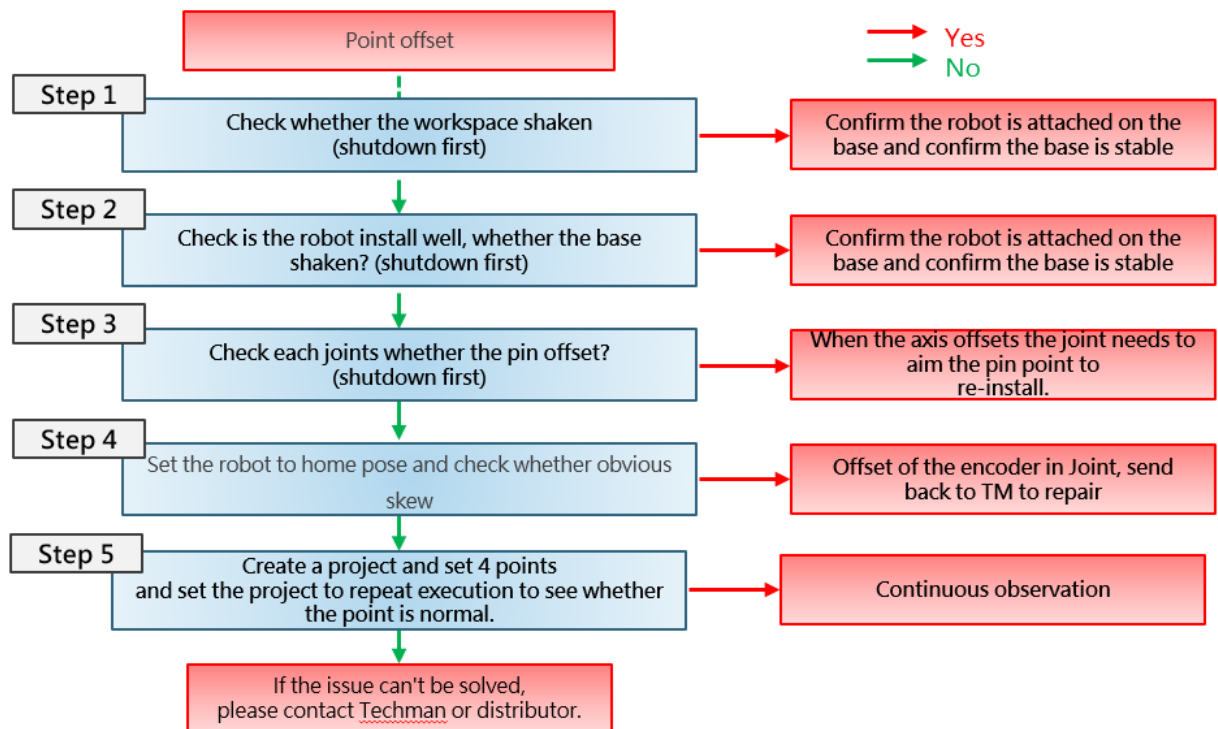 Point offset
Yes
No
Step 1
Check whether the workspace shaken
(shutdown first)
Confirm the robot is attached on the
base and confirm the base is stable
Step 2
Check is the robot install well, whether the base
shaken? (shutdown first)
Confirm the robot is attached on the
base and confirm the base is stable
Step 3
Check each joints whether the pin offset?
(shutdown first)
When the axis offsets the joint needs to
aim the pin point to
re-install.
Step 4
Set the robot to home pose and check whether obvious
skew
Offset of the encoder in Joint, send
back to TM to repair
Step 5
Create a project and set 4 points
and set the project to repeat execution to see whether
the point is normal.
Continuous observation
If the issue can't be solved,
please contact Techman or distributor.